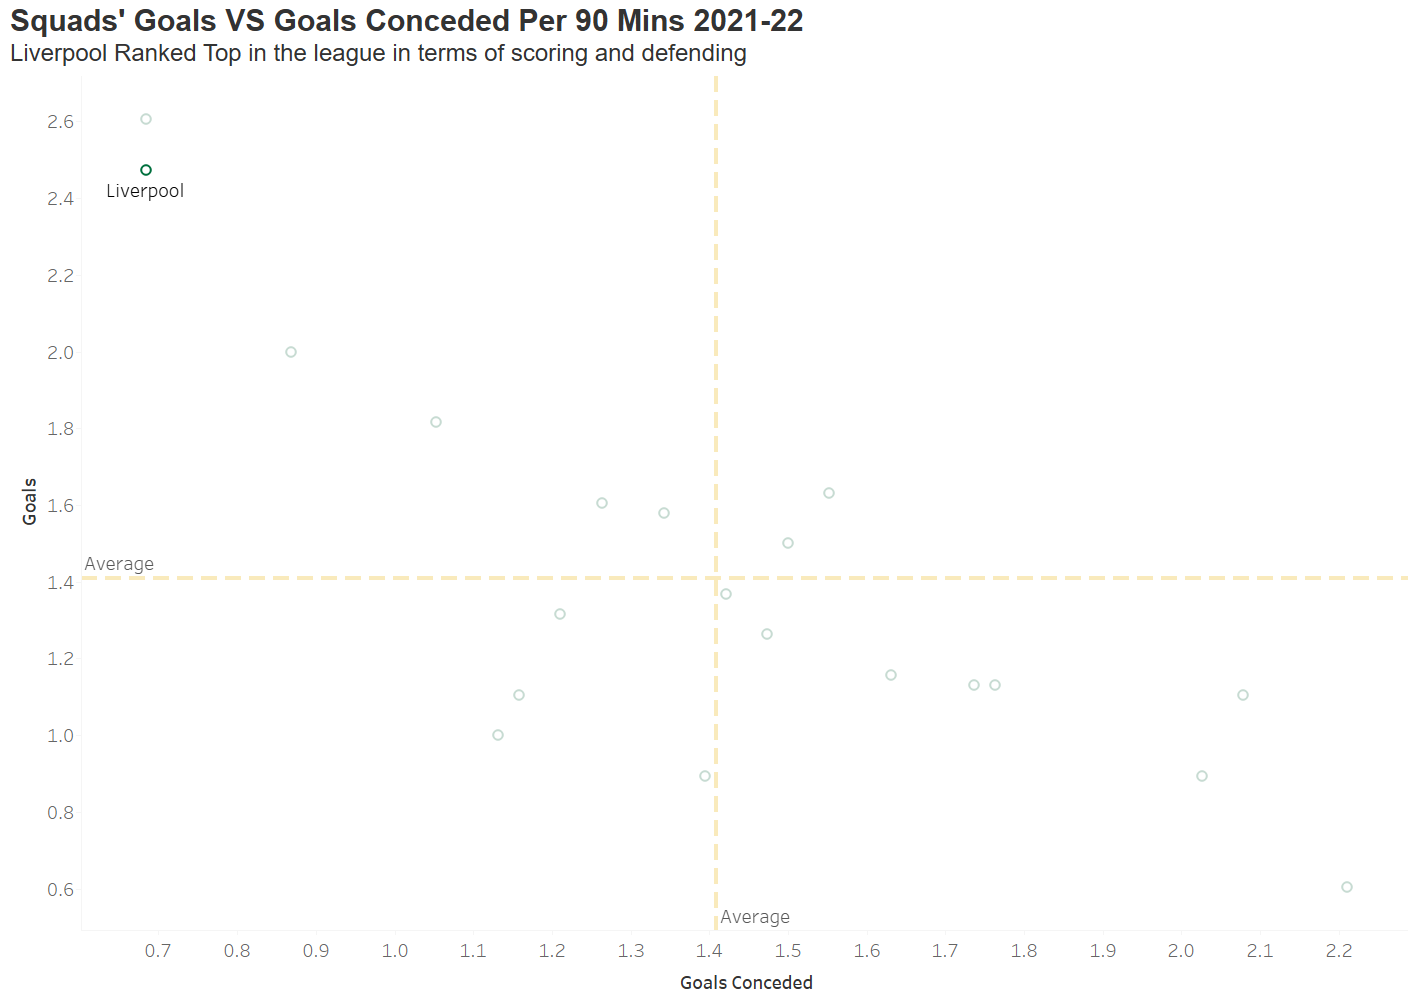 Squads' Goals VS Goals Conceded Per 90 Mins 2021-22
Liverpool Ranked Top in the league in terms of scoring and defending
2.6
Liverpool
2.4
2.2
2.0
1.8
Goals
1.6
Average
1.4
1.2
1.0
0.8
0.6
Average
0.7 0.8 0.9 1.0 1.1 1.2 1.3 1.4 1.5 1.6 1.7 1.8 1.9 2.0 2.1 2.2
Goals Conceded